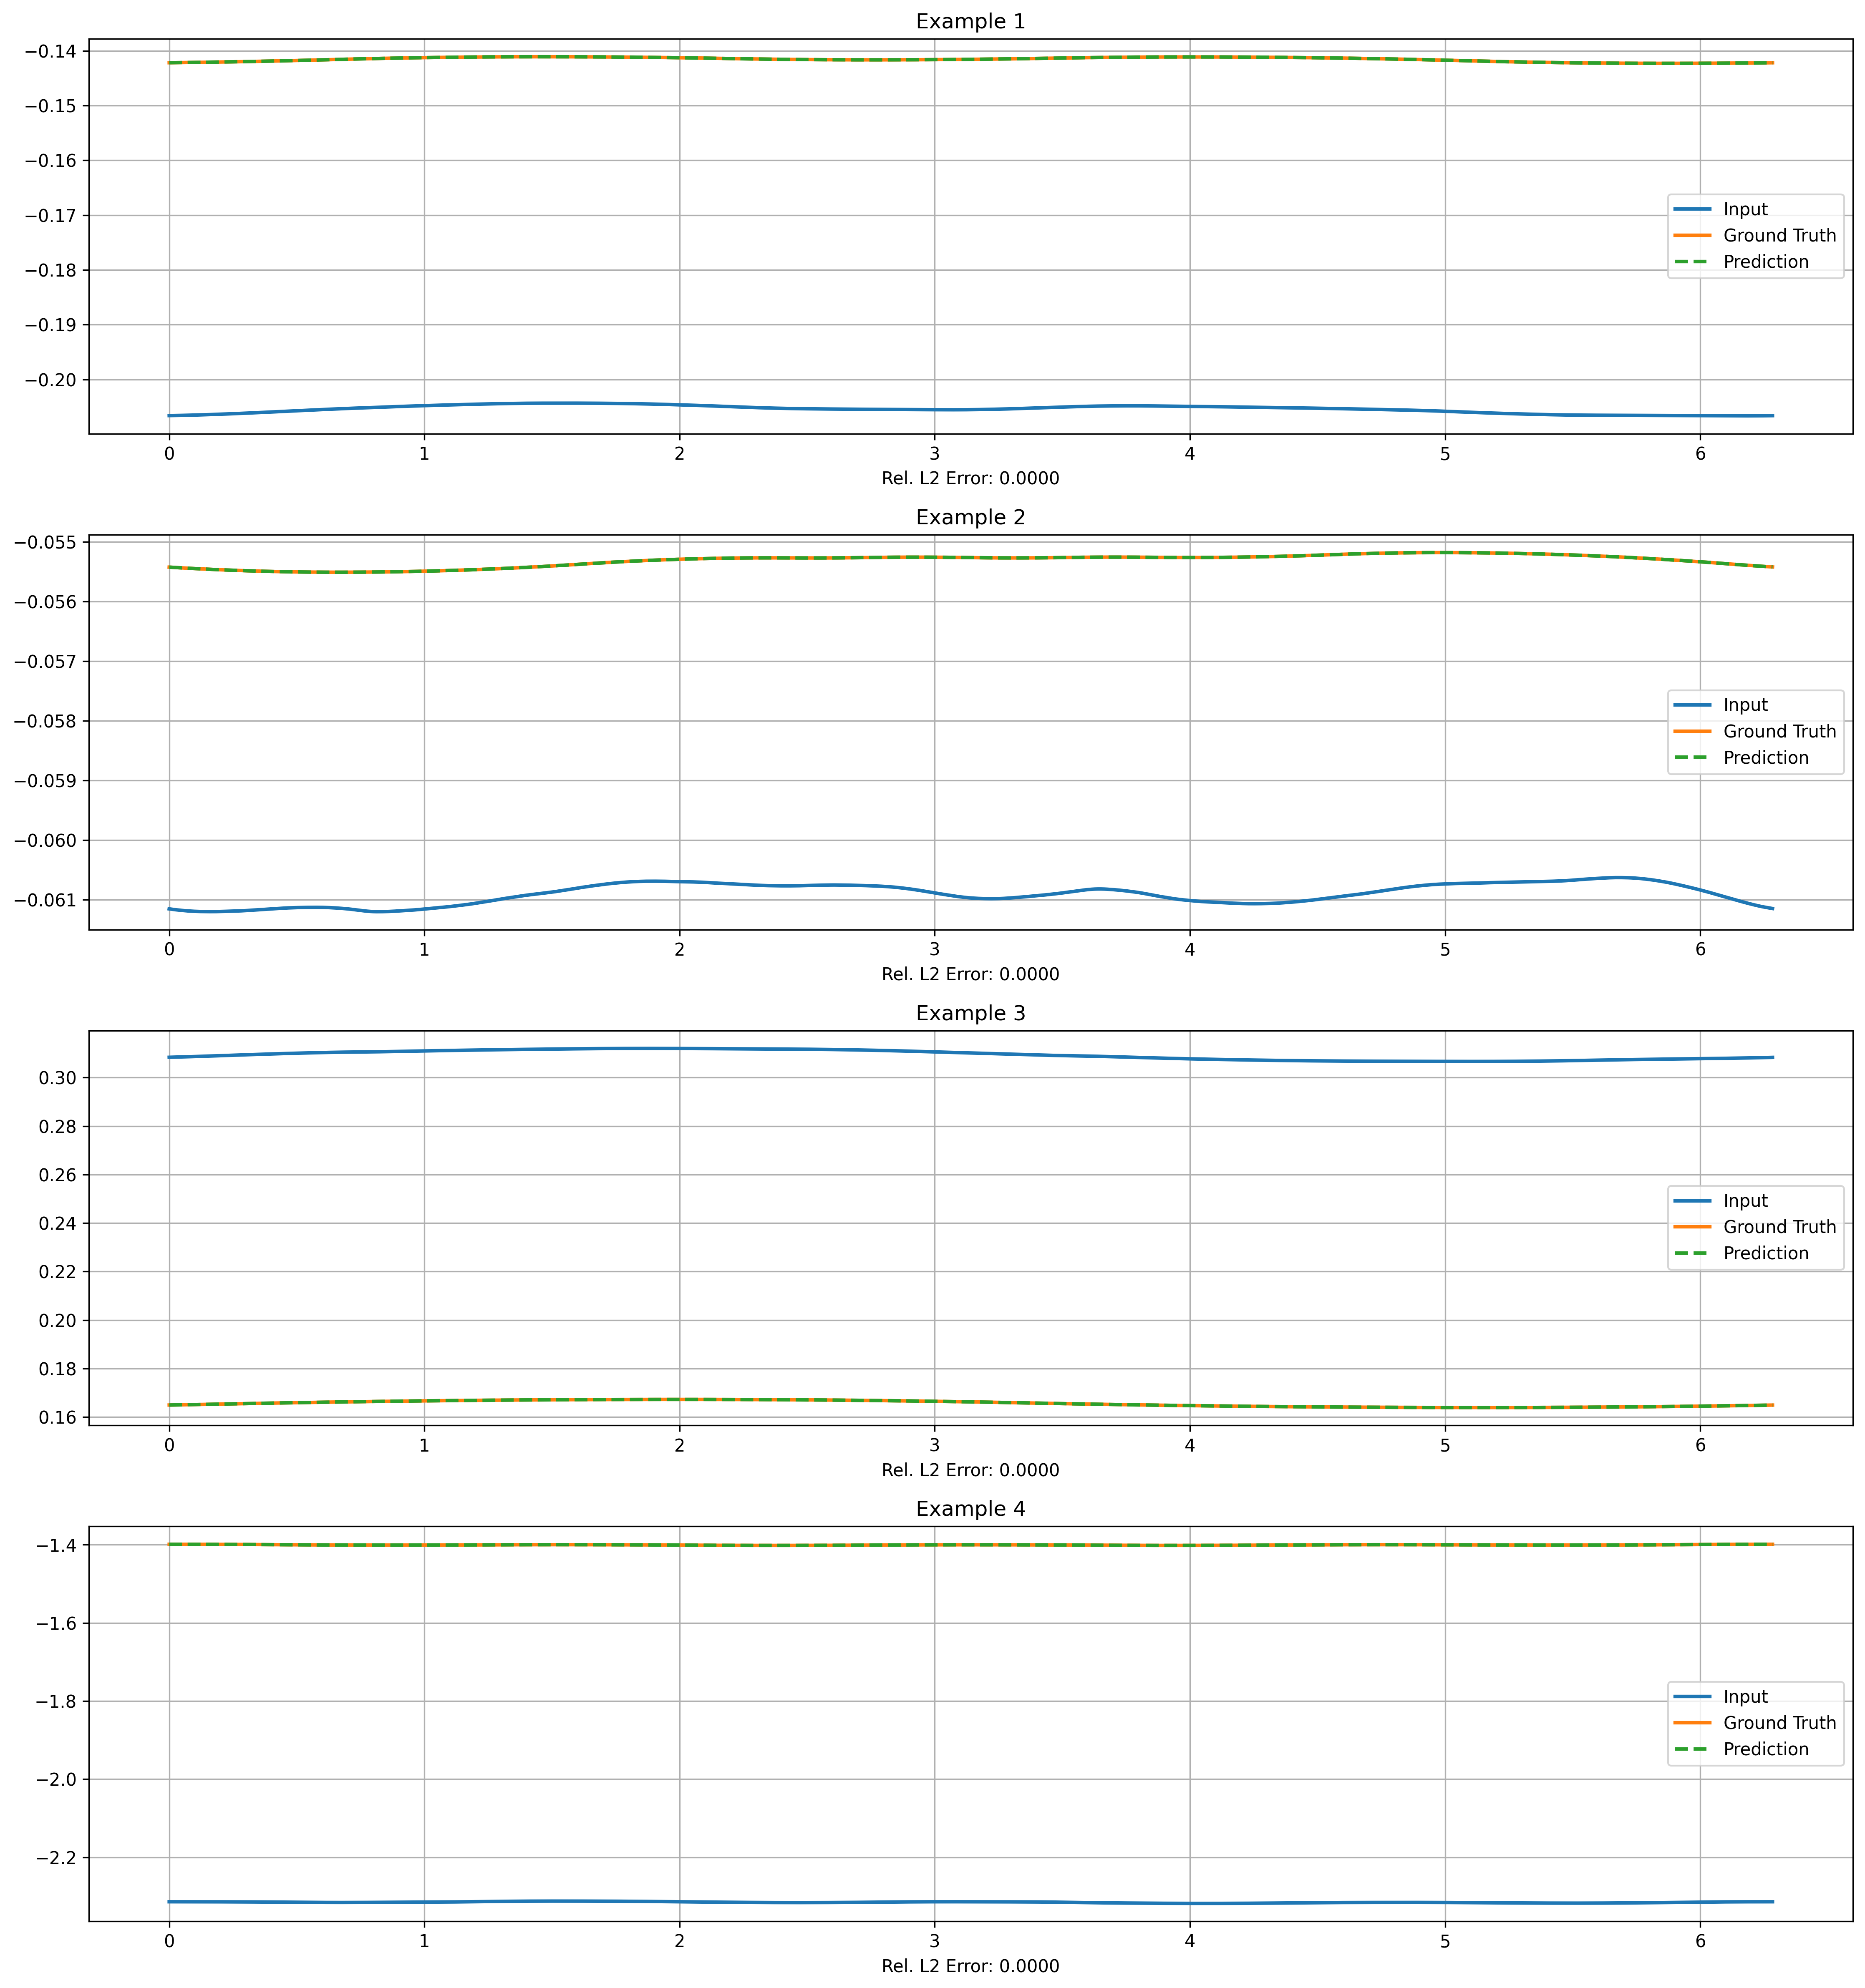 Example 1
−0.14
−0.15
−0.16
−0.17
−0.18
−0.19
−0.20
Input
Ground Truth
Prediction
0 1 2 3 4 5 6
Rel. L2 Error: 0.0000
Example 2
−0.055
−0.056
−0.057
−0.058
−0.059
−0.060
−0.061
Input
Ground Truth
Prediction
0 1 2 3 4 5 6
Rel. L2 Error: 0.0000
Example 3
0.30
0.28
0.26
0.24
0.22
0.20
0.18
0.16
Input
Ground Truth
Prediction
0 1 2 3 4 5 6
Rel. L2 Error: 0.0000
Example 4
−1.4
−1.6
−1.8
−2.0
−2.2
Input
Ground Truth
Prediction
0 1 2 3 4 5 6
Rel. L2 Error: 0.0000